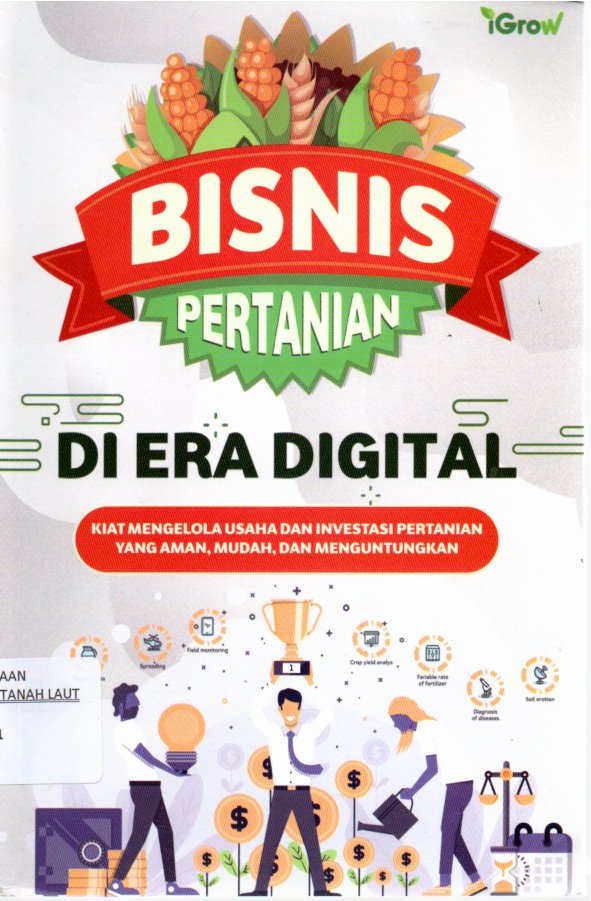 iGrow
BISNIS
PERTANIAN
DI ERA DIGITAL
KIAT MENGELOLA USAHA DAN INVESTASI PERTANIAN
YANG AMAN, MUDAH, DAN MENGUNTUNGKAN
Spreading
Field monitoring
1
Crop yield analys
Fariable rate
of fertilizer
Diagnosis
of diseases
Soil erotion
AAN
TANAH LAUT
$
$
$
$
$
$
$
$
$